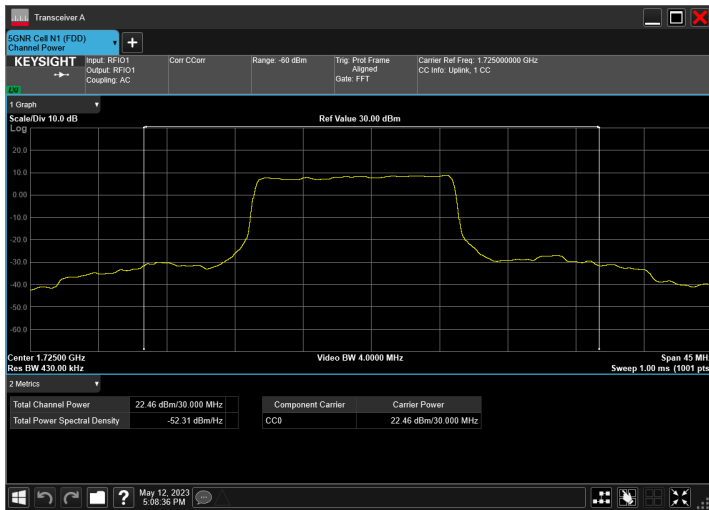 Transceiver A
5GNR Cell N1 (FDD)
Channel Power
KEYSIGHT
LXI
Input: RFIO1
Output: RFIO1
Coupling: AC
Corr CCorr
Range: -60 dBm
Trig: Prot Frame
Aligned
Gate: FFT
Carrier Ref Freq: 1.725000000 GHz
CC Info: Uplink, 1 CC
1 Graph
Scale/Div 10.0 dB
Ref Value 30.00 dBm
Log
20.0
10.0
0.00
-10.0
-20.0
-30.0
-40.0
-50.0
-60.0
Center 1.72500 GHz
Video BW 4.0000 MHz
Span 45 MH
Res BW 430.00 kHz
Sweep 1.00 ms (1001 pts
2 Metrics
Total Channel Power 22.46 dBm/30.000 MHz
Total Power Spectral Density -52.31 dBm/Hz
Component Carrier Carrier Power
CC0 22.46 dBm/30.000 MHz
?
May 12, 2023
5:08:36 PM